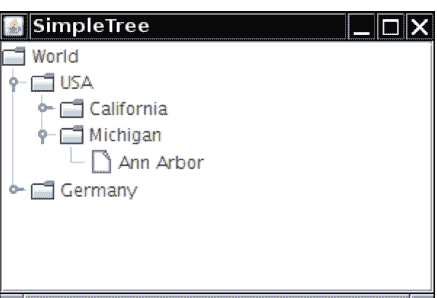 SimpleTree
World
USA
California
Michigan
Ann Arbor
Germany